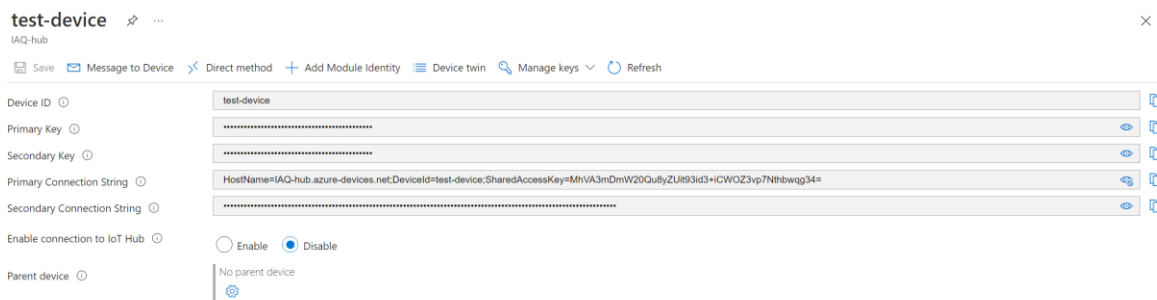 test-device
IAQ-hub
Save Message to Device Direct method Add Module Identity Device twin Manage keys Refresh
Device ID test-device
Primary Key ••••••••••••••••••••••••••••••••••••••••••••
Secondary Key ••••••••••••••••••••••••••••••••••••••••••••
Primary Connection String HostName=IAQ-hub.azure-devices.net;DeviceId=test-device;SharedAccessKey=MhVA3mDmW20Qu8yZUit93id3+iCWOZ3vp7Nthbwqg34=
Secondary Connection String ••••••••••••••••••••••••••••••••••••••••••••••••••••••••••••••••••••••••••••••••••••••••••••••••••••••••••••••••••••
Enable connection to IoT Hub Enable Disable
Parent device No parent device